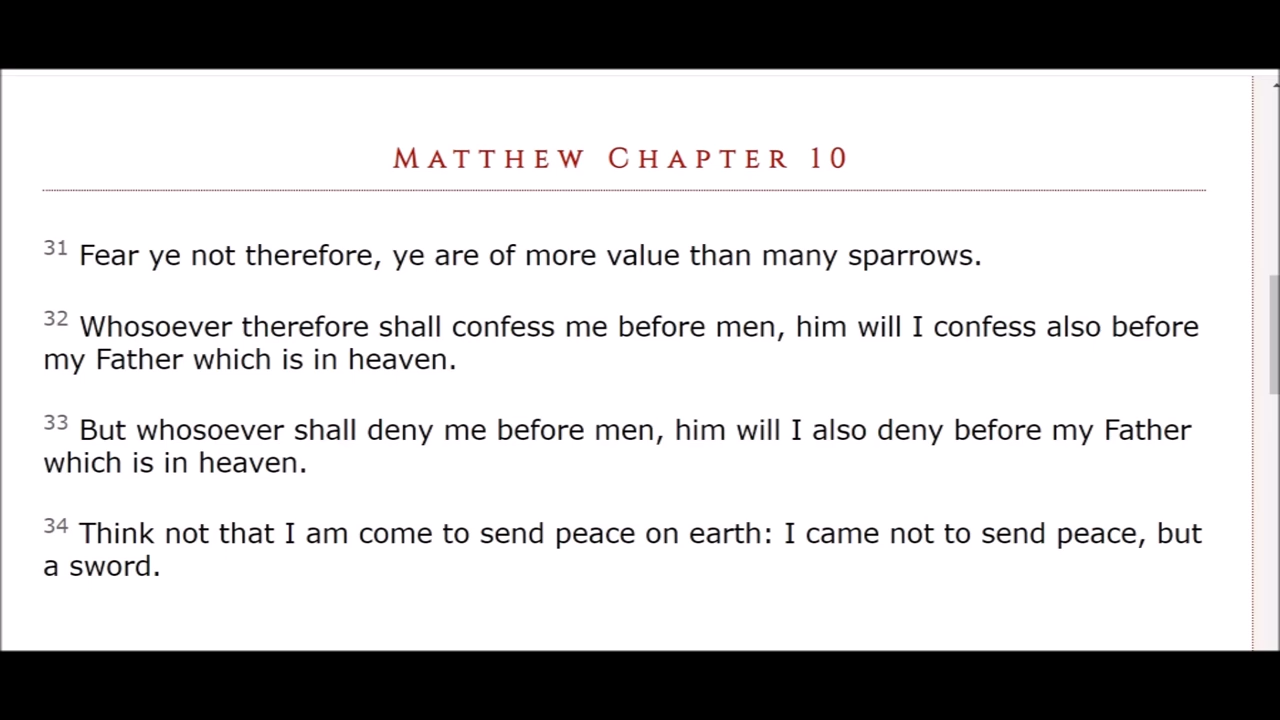 Matthew Chapter 10
31 Fear ye not therefore, ye are of more value than many sparrows.
32 Whosoever therefore shall confess me before men, him will I confess also before
my Father which is in heaven.
33 But whosoever shall deny me before men, him will I also deny before my Father
which is in heaven.
34 Think not that I am come to send peace on earth: I came not to send peace, but
a sword.